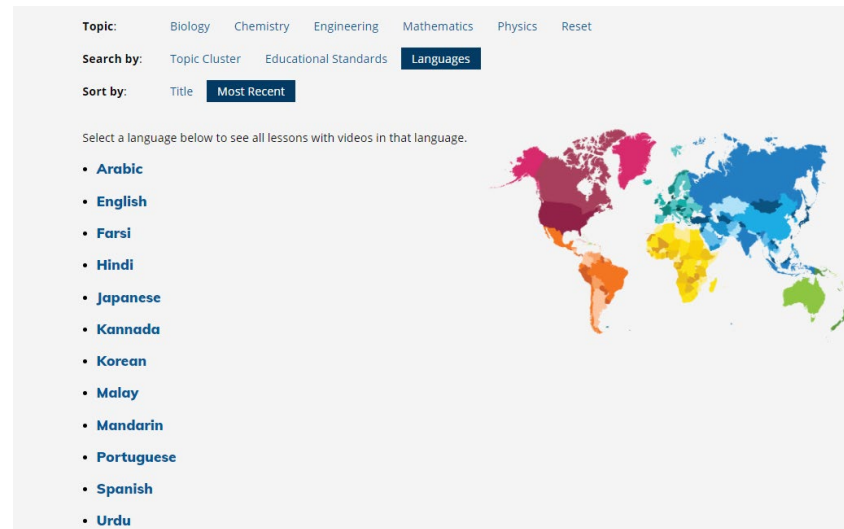 Topic: Biology Chemistry Engineering Mathematics Physics Reset
Search by: Topic Cluster Educational Standards Languages
Sort by: Title Most Recent
Select a language below to see all lessons with videos in that language.
• Arabic
• English
• Farsi
• Hindi
• Japanese
• Kannada
• Korean
• Malay
• Mandarin
• Portuguese
• Spanish
• Urdu